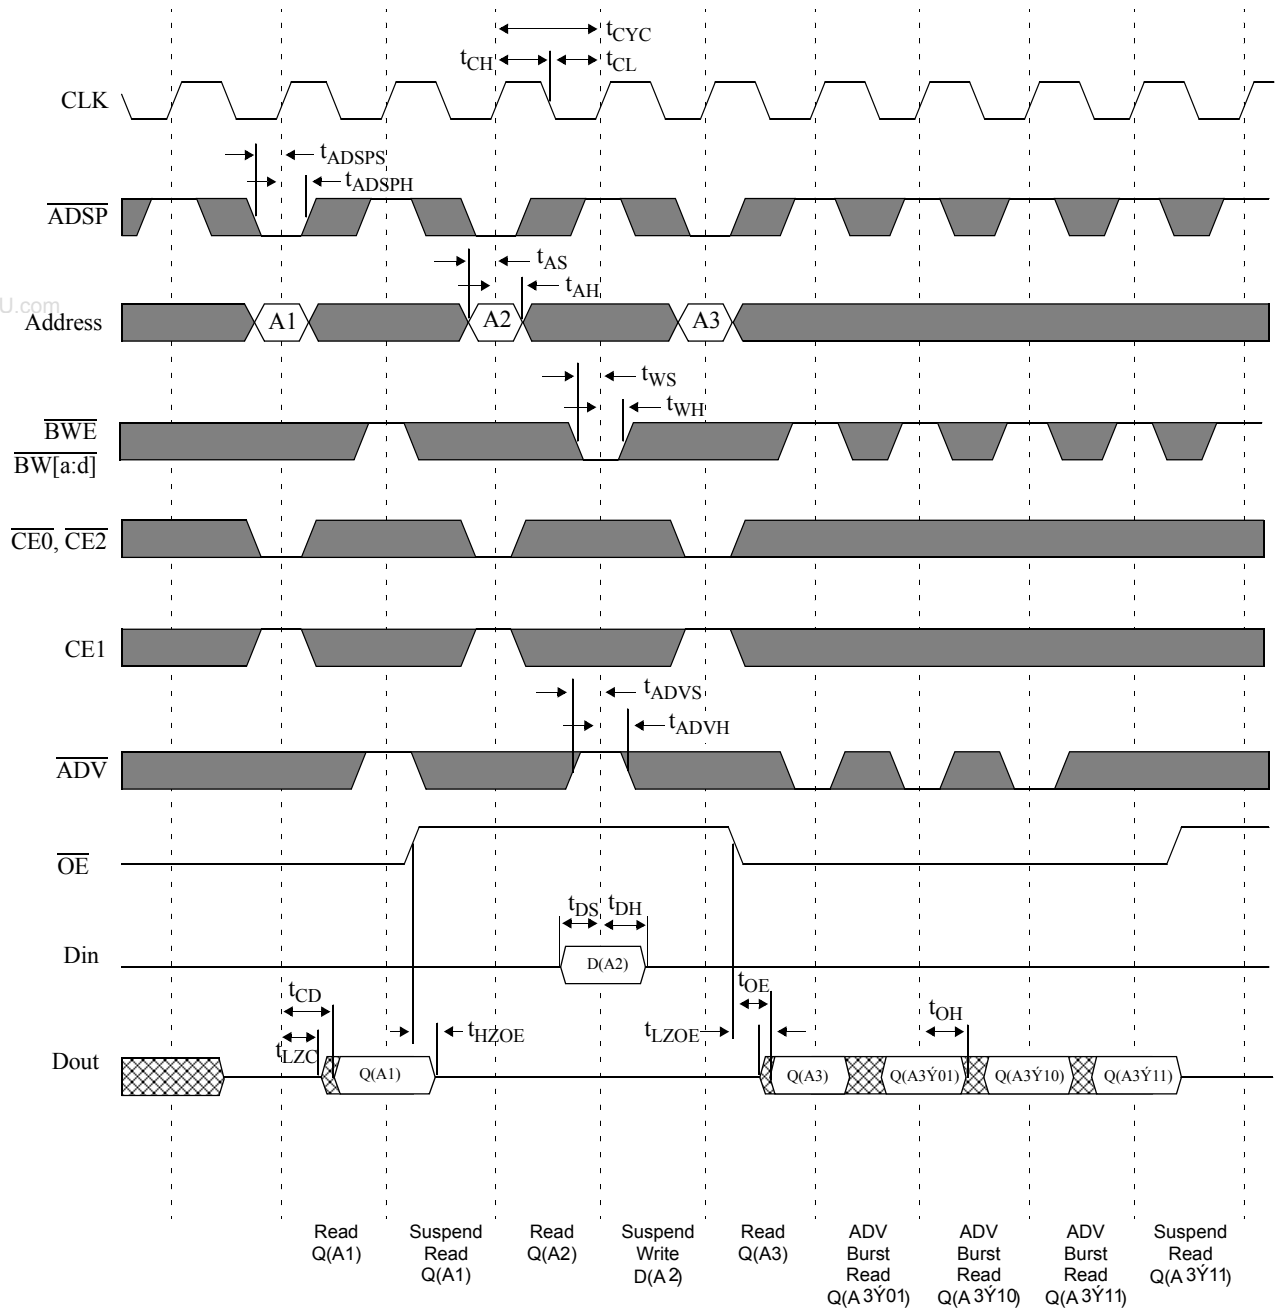 tCYC
tCH
tCL
CLK
tADSPS
tADSPH
ADSP
tAS
tAH
U.com
Address
A1
A2
A3
tWS
tWH
BWE
BW[a:d]
CE0, CE2
CE1
tADVS
tADVH
ADV
OE
tDS
tDH
Din
D(A2)
tCD
tOE
tOH
tLZC
tHZOE
tLZOE
Dout
Q(A1)
Q(A3)
Q(A3Ý01)
Q(A3Ý10)
Q(A3Ý11)
Read
Q(A1)
Suspend
Read
Q(A1)
Read
Q(A2)
Suspend
Write
D(A2)
Read
Q(A3)
ADV
Burst
Read
Q(A3Ý01)
ADV
Burst
Read
Q(A3Ý10)
ADV
Burst
Read
Q(A3Ý11)
Suspend
Read
Q(A3Ý11)